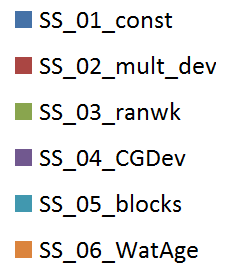 SS_01_const
SS_02_mult_dev
SS_03_ranwk
SS_04_CGDev
SS_05_blocks
SS_06_WatAge